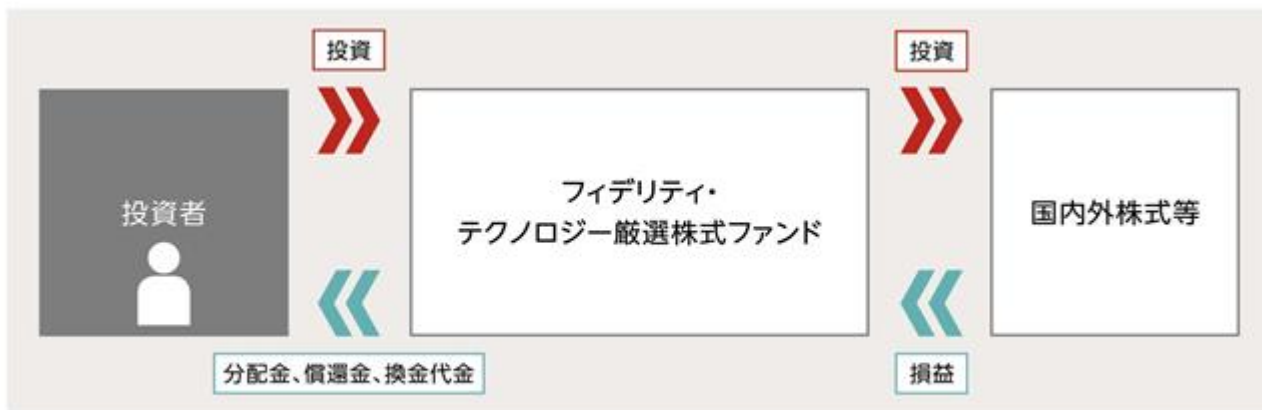 投資
投資
投資者
フィデリティ・
テクノロジー厳選株式ファンド
国内外株式等
分配金、償還金、換金代金
損益